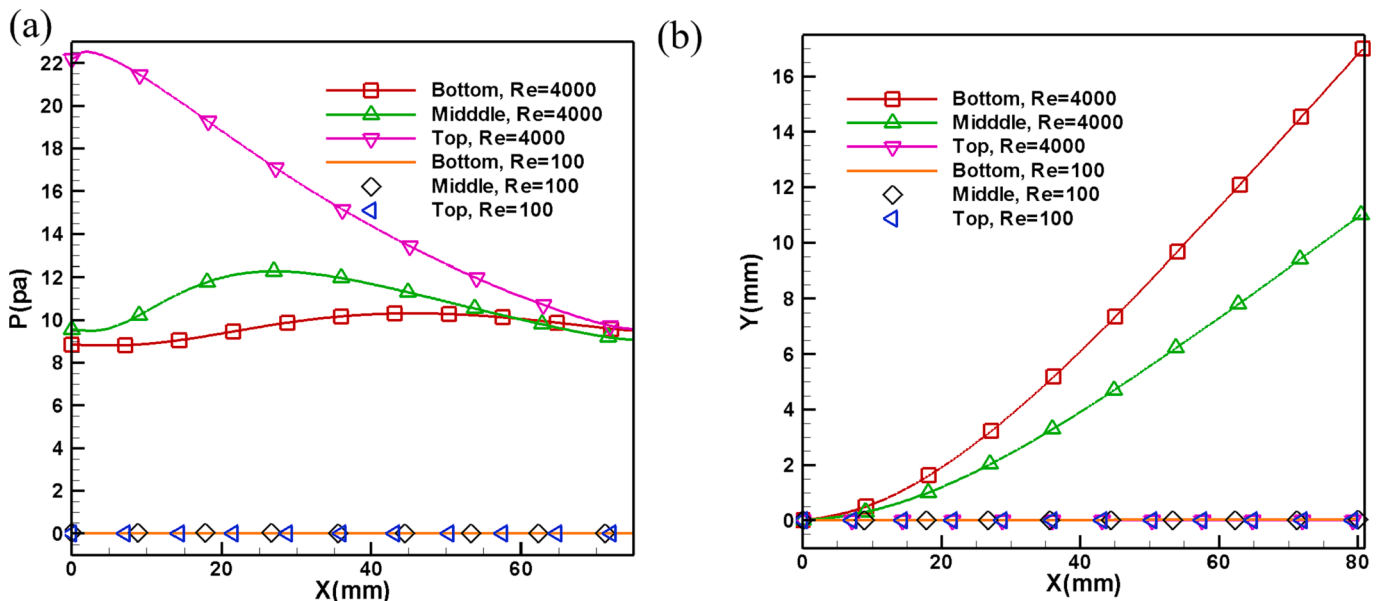 (a)
22
20
18
16
14
12
10
8
6
4
2
0
P(pa)
Bottom, Re=4000
Midddle, Re=4000
Top, Re=4000
Bottom, Re=100
Middle, Re=100
Top, Re=100
0 20 40 60
X(mm)
(b)
16
14
12
10
8
6
4
2
0
Y(mm)
Bottom, Re=4000
Midddle, Re=4000
Top, Re=4000
Bottom, Re=100
Middle, Re=100
Top, Re=100
0 20 40 60 80
X(mm)